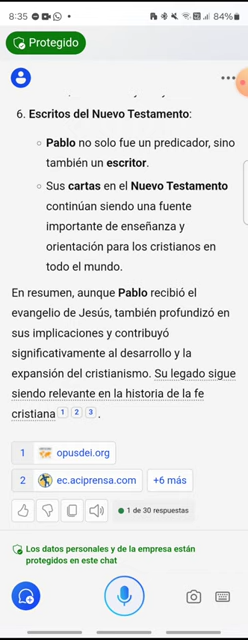 8:35
84%
Protegido
6. Escritos del Nuevo Testamento:
Pablo no solo fue un predicador, sino
también un escritor.
Sus cartas en el Nuevo Testamento
continúan siendo una fuente
importante de enseñanza y
orientación para los cristianos en
todo el mundo.
En resumen, aunque Pablo recibió el
evangelio de Jesús, también profundizó en
sus implicaciones y contribuyó
significativamente al desarrollo y la
expansión del cristianismo. Su legado sigue
siendo relevante en la historia de la fe
cristiana 1 2 3 .
1 opusdei.org
2 ec.aciprensa.com +6 más
1 de 30 respuestas
Los datos personales y de la empresa están
protegidos en este chat